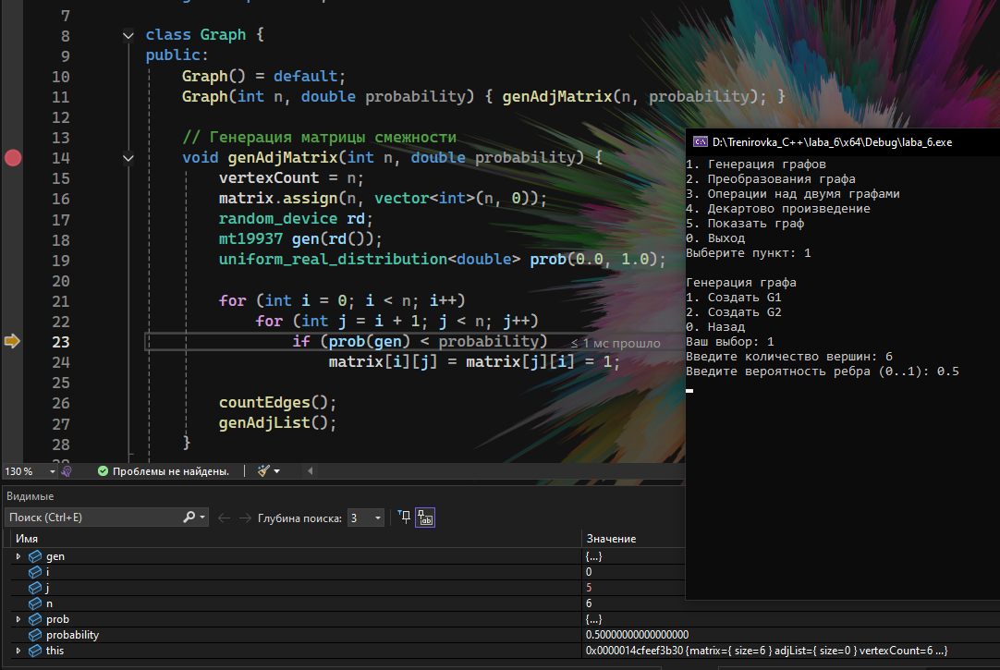 7
8 class Graph {
9 public:
10 Graph() = default;
11 Graph(int n, double probability) { genAdjMatrix(n, probability); }
12
13 // Генерация матрицы смежности
14 void genAdjMatrix(int n, double probability) {
15 vertexCount = n;
16 matrix.assign(n, vector<int>(n, 0));
17 random_device rd;
18 mt19937 gen(rd());
19 uniform_real_distribution<double> prob(0.0, 1.0);
20
21 for (int i = 0; i < n; i++)
22 for (int j = i + 1; j < n; j++)
23 if (prob(gen) < probability) ≤ 1 мс прошло
24 matrix[i][j] = matrix[j][i] = 1;
25
26 countEdges();
27 genAdjList();
28 }
130 % Проблемы не найдены.
D:\Trenirovka_C++\laba_6\x64\Debug\laba_6.exe
1. Генерация графов
2. Преобразования графа
3. Операции над двумя графами
4. Декартово произведение
5. Показать граф
0. Выход
Выберите пункт: 1
Генерация графа
1. Создать G1
2. Создать G2
0. Назад
Ваш выбор: 1
Введите количество вершин: 6
Введите вероятность ребра (0..1): 0.5
Видимые
Поиск (Ctrl+E) Глубина поиска: 3
Имя Значение
gen {...}
i 0
j 5
n 6
prob {...}
probability 0.50000000000000000
this 0x0000014cfeef3b30 {matrix={ size=6 } adjList={ size=0 } vertexCount=6 ...}